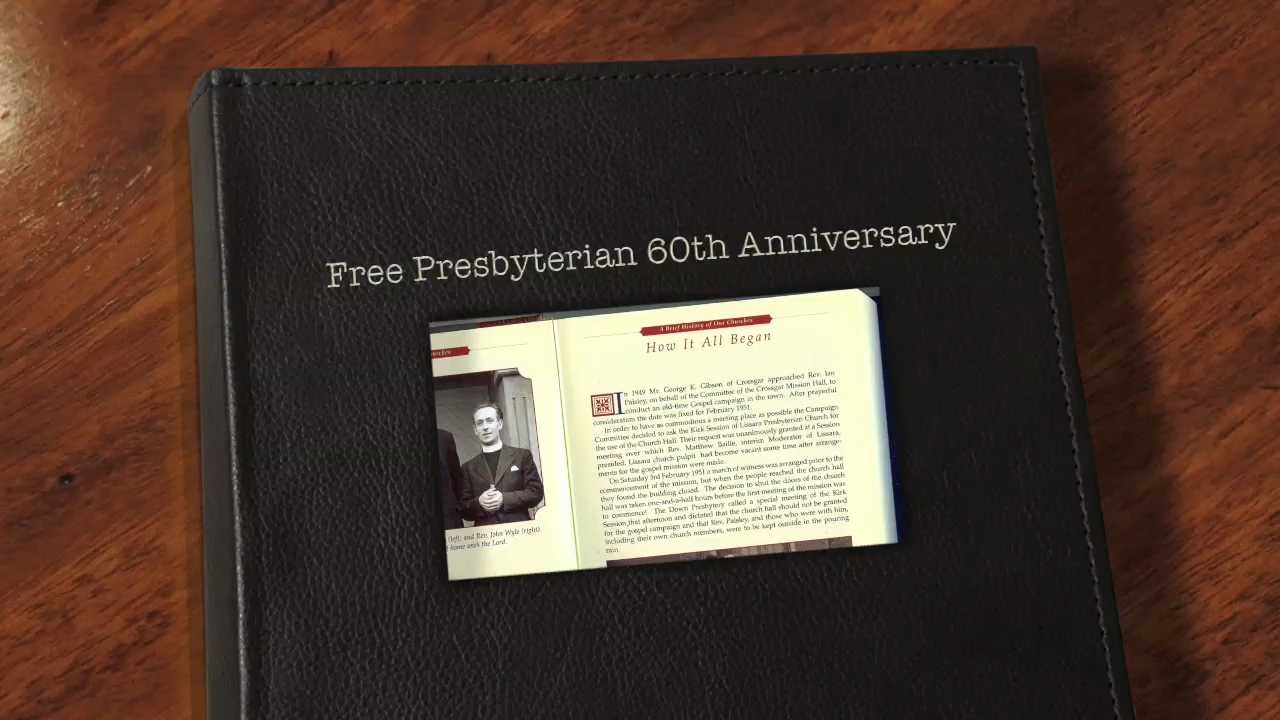 Free Presbyterian 60th Anniversary
A Brief History of Our Churches
How It All Began
In 1949 Mr. George K. Gibson of Crossgar approached Rev. Ian
Paisley, on behalf of the Committee of the Crossgar Mission Hall, to
conduct an old-time Gospel campaign in the town. After prayerful
consideration the date was fixed for February 1951.
In order to have as commodious a meeting place as possible the Campaign
Committee decided to ask the Kirk Session of Lissara Presbyterian Church for
the use of the Church Hall. Their request was unanimously granted at a Session
meeting over which Rev. Matthew Bailie, interim Moderator of Lissara,
presided. Lissara church pulpit had become vacant some time after arrange-
ments for the gospel mission were made.
On Saturday 3rd February 1951 a march of witness was arranged prior to the
commencement of the mission, but when the people reached the church hall
they found the building closed. The decision to shut the doors of the church
hall was taken one-and-a-half hours before the first meeting of the mission was
to commence! The Down Presbytery called a special meeting of the Kirk
Session that afternoon and dictated that the church hall should not be granted
for the gospel campaign and that Rev. Paisley, and those who were with him,
including their own church members, were to be kept outside in the pouring
rain.
(left) and Rev. John Wyle (right).
home with the Lord.